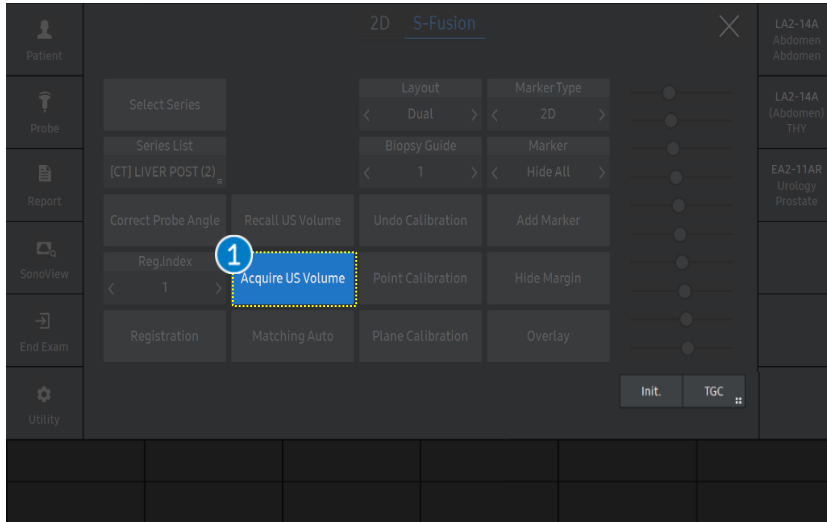 Patient
Probe
Report
SonoView
End Exam
Utility
2D S-Fusion
Select Series
Layout
Dual
Marker Type
2D
Series List
[CT] LIVER POST (2)
Biopsy Guide
1
Marker
Hide All
Correct Probe Angle
Recall US Volume
Undo Calibration
Add Marker
Reg.Index
1
1
Acquire US Volume
Point Calibration
Hide Margin
Registration
Matching Auto
Plane Calibration
Overlay
Init.
TGC
LA2-14A
Abdomen
Abdomen
LA2-14A
(Abdomen)
THY
EA2-11AR
Urology
Prostate